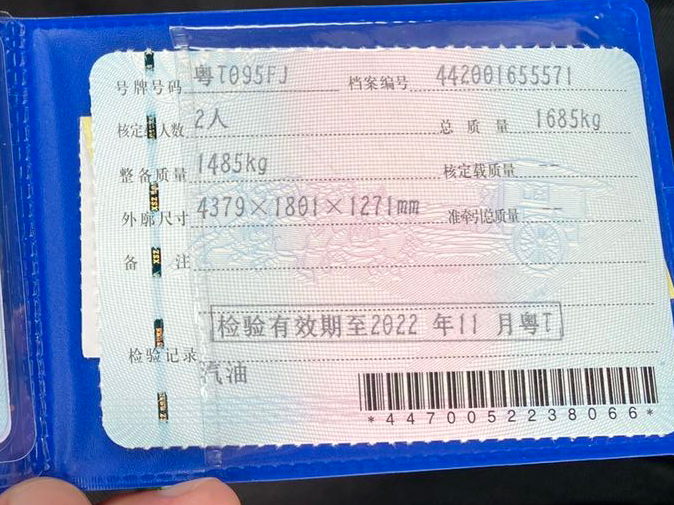 号牌号码 粤T095FJ 档案编号 442001655571
核定 人数 2人 总质量 1685kg
整备质量 1485kg 核定载质量 --
外廓尺寸 4379×1801×1271mm 准牵引总质量 --
备 注
检验有效期至2022年11月粤T
检验记录
汽油
*4470052238066*